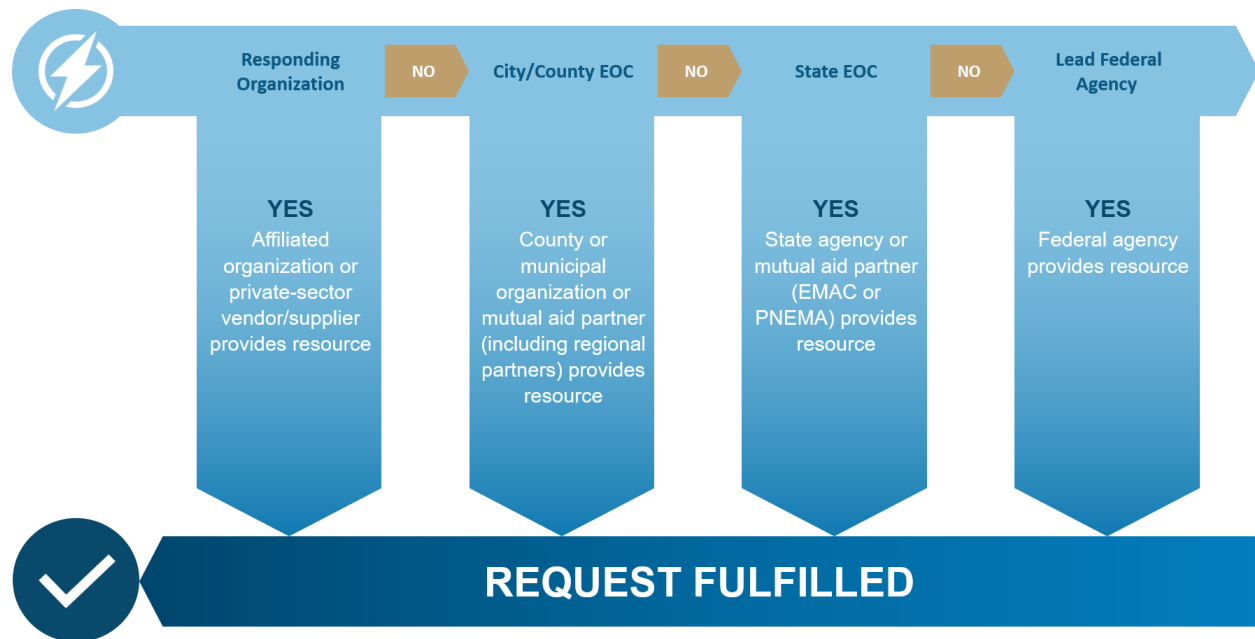 Responding
Organization
NO
City/County EOC
NO
State EOC
NO
Lead Federal
Agency
YES
Affiliated
organization or
private-sector
vendor/supplier
provides resource
YES
County or
municipal
organization or
mutual aid partner
(including regional
partners) provides
resource
YES
State agency or
mutual aid partner
(EMAC or
PNEMA) provides
resource
YES
Federal agency
provides resource
REQUEST FULFILLED